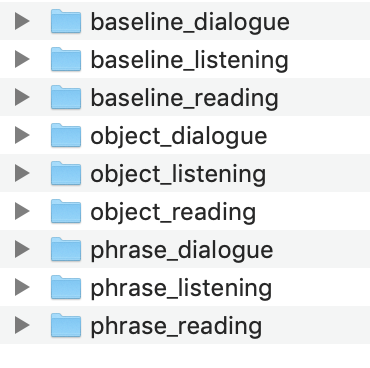 baseline_dialogue
baseline_listening
baseline_reading
object_dialogue
object_listening
object_reading
phrase_dialogue
phrase_listening
phrase_reading